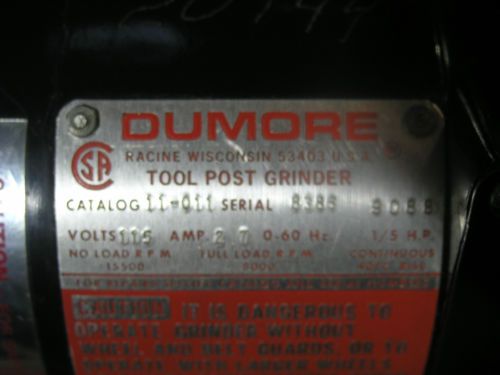 DUMORE
RACINE WISCONSIN 53403 U.S.A.
TOOL POST GRINDER
CATALOG 11-011 SERIAL
VOLTS 115 AMP. 2.7 0-60 Hz. 1/5 H.P.
NO LOAD R.P.M. FULL LOAD R.P.M. CONTINUOUS
15500
CAUTION IT IS DANGEROUS TO
OPERATE GRINDER WITHOUT
WHEEL AND BELT GUARDS, OR TO
OPERATE WITH LARGER WHEELS